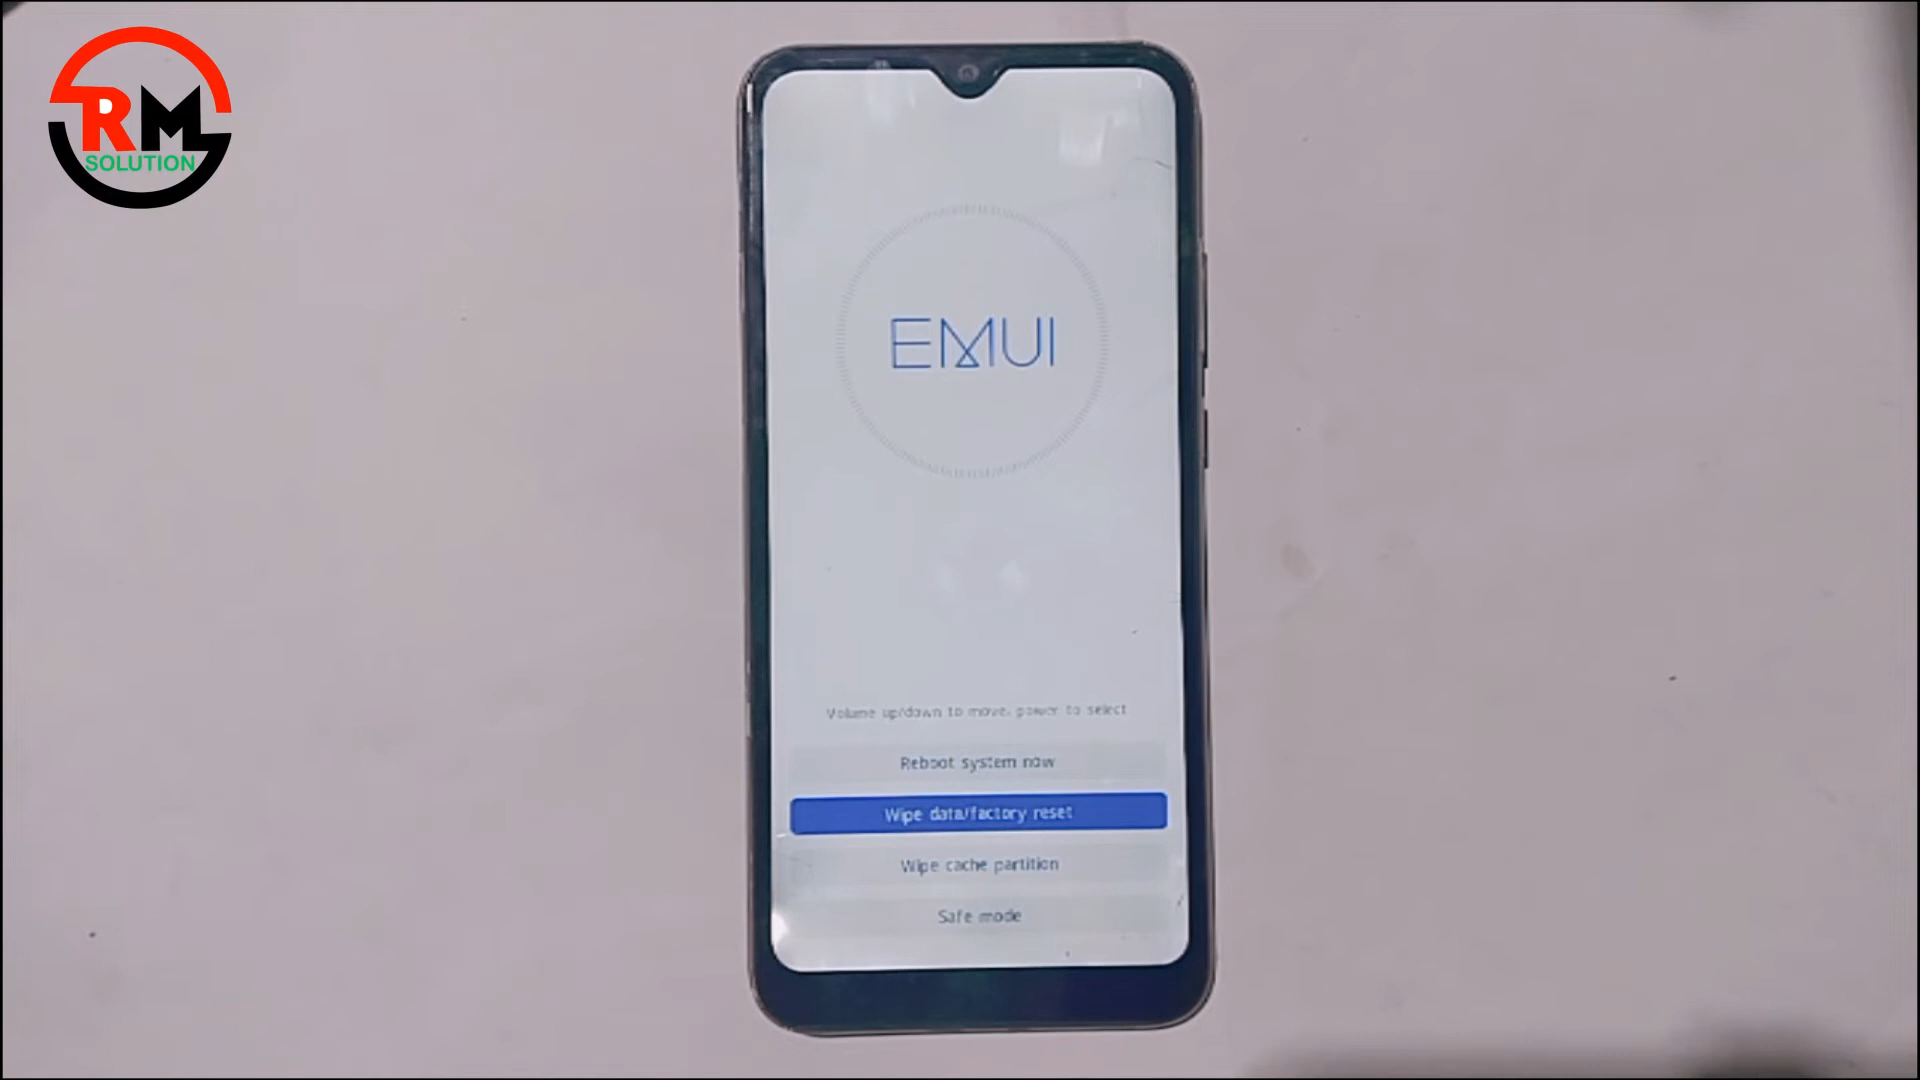 RM
SOLUTION
EMUI
Volume up/down to move, power to select
Reboot system now
Wipe data/factory reset
Wipe cache partition
Safe mode